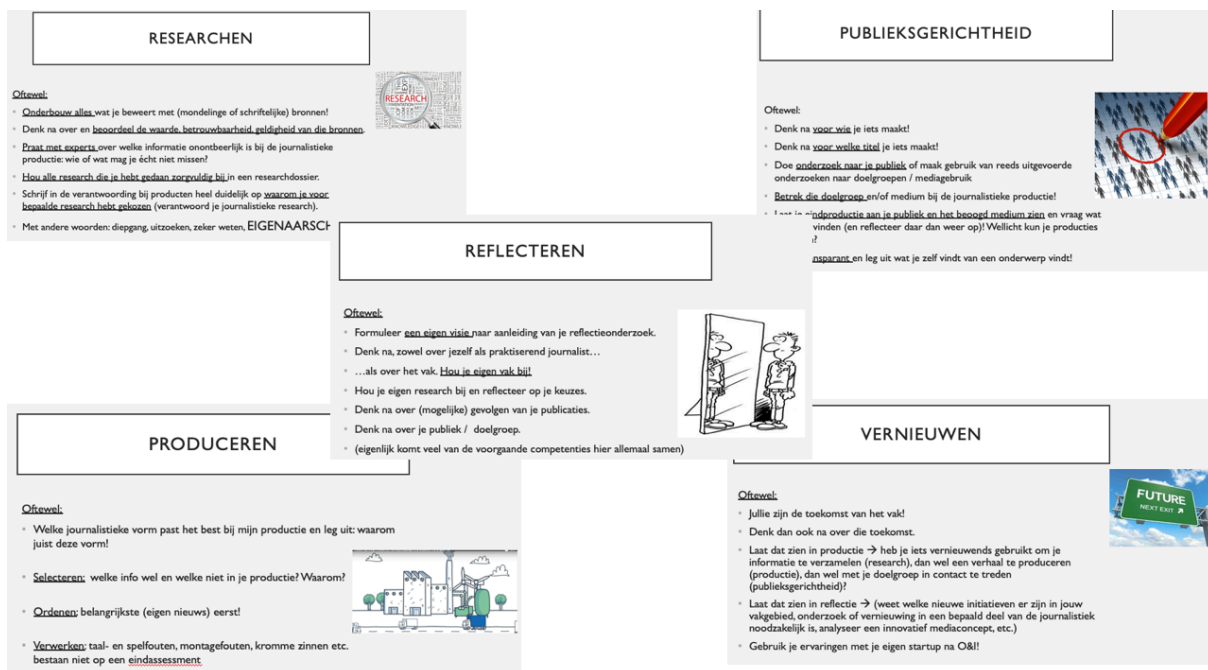 RESEARCHEN
Oftewel:
Onderbouw alles wat je beweert met (mondelinge of schriftelijke) bronnen!
Denk na over en beoordeel de waarde, betrouwbaarheid, geldigheid van die bronnen.
Praat met experts over welke informatie onontbeerlijk is bij de journalistieke
productie: wie of wat mag je écht niet missen?
Hou alle research die je hebt gedaan zorgvuldig bij in een researchdossier.
Schrijf in de verantwoording bij producten heel duidelijk op waarom je voor
bepaalde research hebt gekozen (verantwoord je journalistieke research).
Met andere woorden: diepgang, uitzoeken, zeker weten, EIGENAARSCH
RESEARCH
PUBLIEKSGERICHTHEID
Oftewel:
Denk na voor wie je iets maakt!
Denk na voor welke titel je iets maakt!
Doe onderzoek naar je publiek of maak gebruik van reeds uitgevoerde
onderzoeken naar doelgroepen / mediagebruik
Betrek die doelgroep en/of medium bij de journalistieke productie!
Laat je eindproductie aan je publiek en het beoogd medium zien en vraag wat
vinden (en reflecteer daar dan weer op)! Wellicht kun je producties
?
nsparant en leg uit wat je zelf vindt van een onderwerp vindt!
REFLECTEREN
Oftewel:
Formuleer een eigen visie naar aanleiding van je reflectieonderzoek.
Denk na, zowel over jezelf als praktiserend journalist…
…als over het vak. Hou je eigen vak bij!
Hou je eigen research bij en reflecteer op je keuzes.
Denk na over (mogelijke) gevolgen van je publicaties.
Denk na over je publiek / doelgroep.
(eigenlijk komt veel van de voorgaande competenties hier allemaal samen)
PRODUCEREN
Oftewel:
Welke journalistieke vorm past het best bij mijn productie en leg uit: waarom
juist deze vorm!
Selecteren: welke info wel en welke niet in je productie? Waarom?
Ordenen: belangrijkste (eigen nieuws) eerst!
Verwerken: taal- en spelfouten, montagefouten, kromme zinnen etc.
bestaan niet op een eindassessment
VERNIEUWEN
Oftewel:
Jullie zijn de toekomst van het vak!
Denk dan ook na over die toekomst.
Laat dat zien in productie → heb je iets vernieuwends gebruikt om je
informatie te verzamelen (research), dan wel een verhaal te produceren
(productie), dan wel met je doelgroep in contact te treden
(publieksgerichtheid)?
Laat dat zien in reflectie → (weet welke nieuwe initiatieven er zijn in jouw
vakgebied, onderzoek of vernieuwing in een bepaald deel van de journalistiek
noodzakelijk is, analyseer een innovatief mediaconcept, etc.)
Gebruik je ervaringen met je eigen startup na O&I!
FUTURE
NEXT EXIT ↗